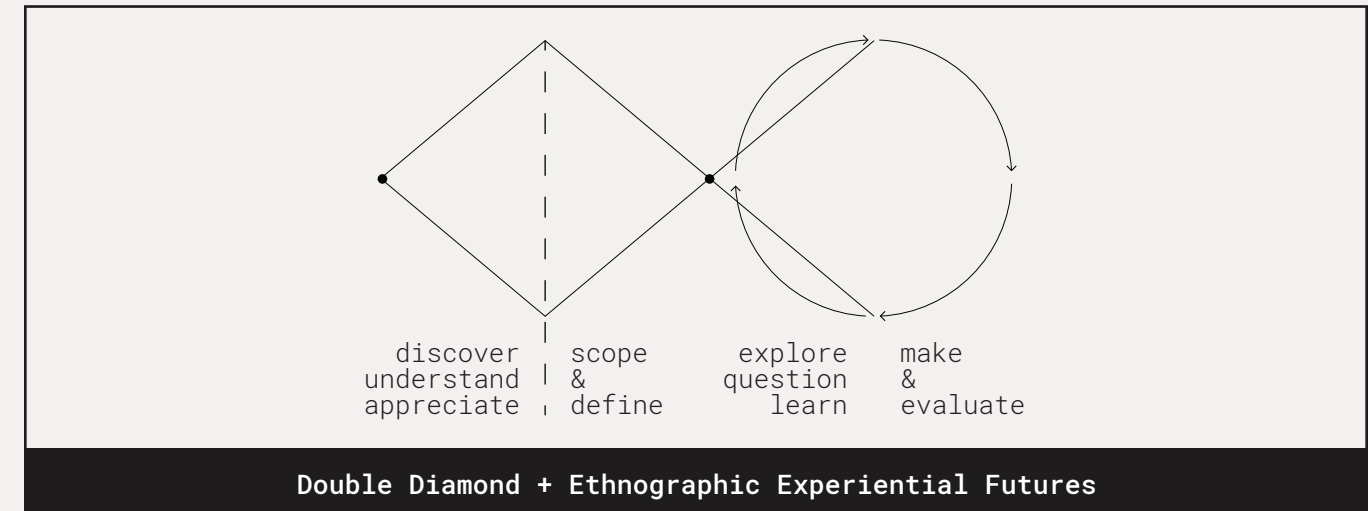 discover
understand
appreciate
scope
&
define
explore
question
learn
make
&
evaluate
Double Diamond + Ethnographic Experiential Futures